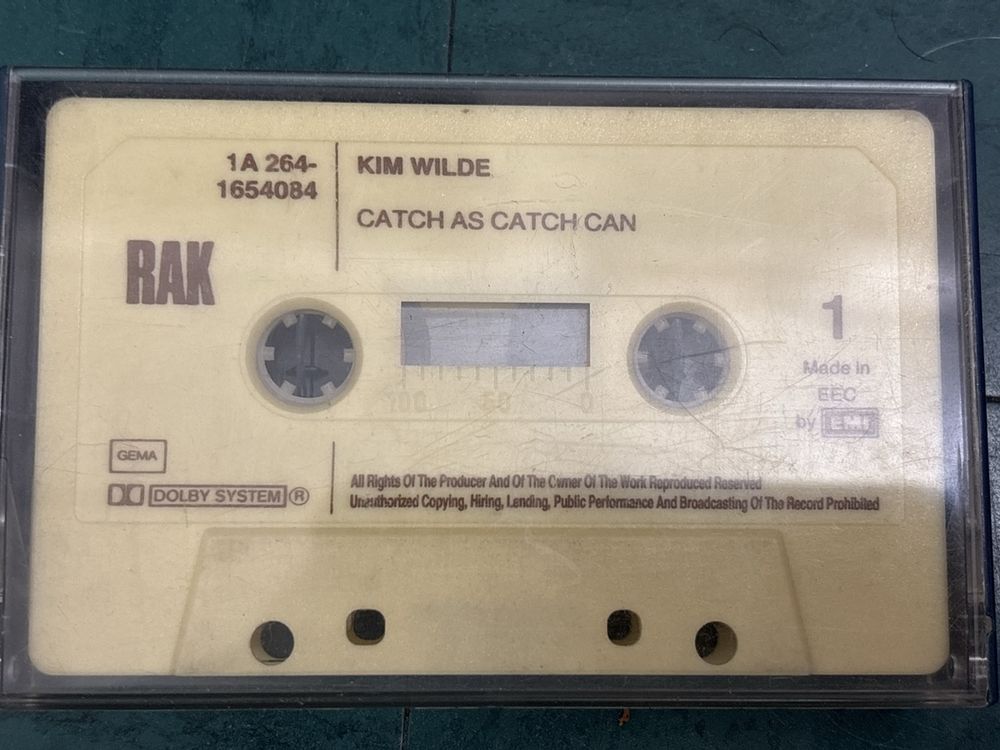 1A 264-
1654084
KIM WILDE
CATCH AS CATCH CAN
RAK
1
Made in
EEC
by EMI
100 50 0
GEMA
DOLBY SYSTEM ®
All Rights Of The Producer And Of The Owner Of The Work Reproduced Reserved
Unauthorized Copying, Hiring, Lending, Public Performance And Broadcasting Of The Record Prohibited